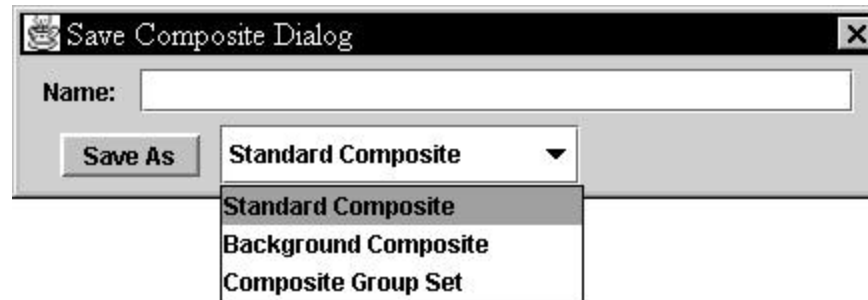 Save Composite Dialog
Name:
Save As
Standard Composite
Standard Composite
Background Composite
Composite Group Set